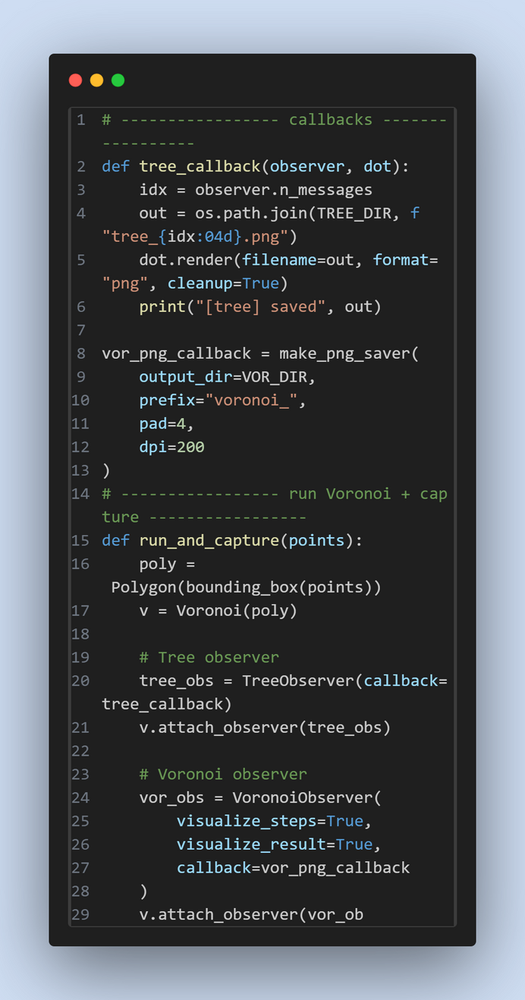 1 # ----------------- callbacks -------
----------
2 def tree_callback(observer, dot):
3     idx = observer.n_messages
4     out = os.path.join(TREE_DIR, f
"tree_{idx:04d}.png")
5     dot.render(filename=out, format=
"png", cleanup=True)
6     print("[tree] saved", out)
7
8 vor_png_callback = make_png_saver(
9     output_dir=VOR_DIR,
10     prefix="voronoi_",
11     pad=4,
12     dpi=200
13 )
14 # ----------------- run Voronoi + cap
ture -----------------
15 def run_and_capture(points):
16     poly =
 Polygon(bounding_box(points))
17     v = Voronoi(poly)
18
19     # Tree observer
20     tree_obs = TreeObserver(callback=
tree_callback)
21     v.attach_observer(tree_obs)
22
23     # Voronoi observer
24     vor_obs = VoronoiObserver(
25         visualize_steps=True,
26         visualize_result=True,
27         callback=vor_png_callback
28     )
29     v.attach_observer(vor_ob